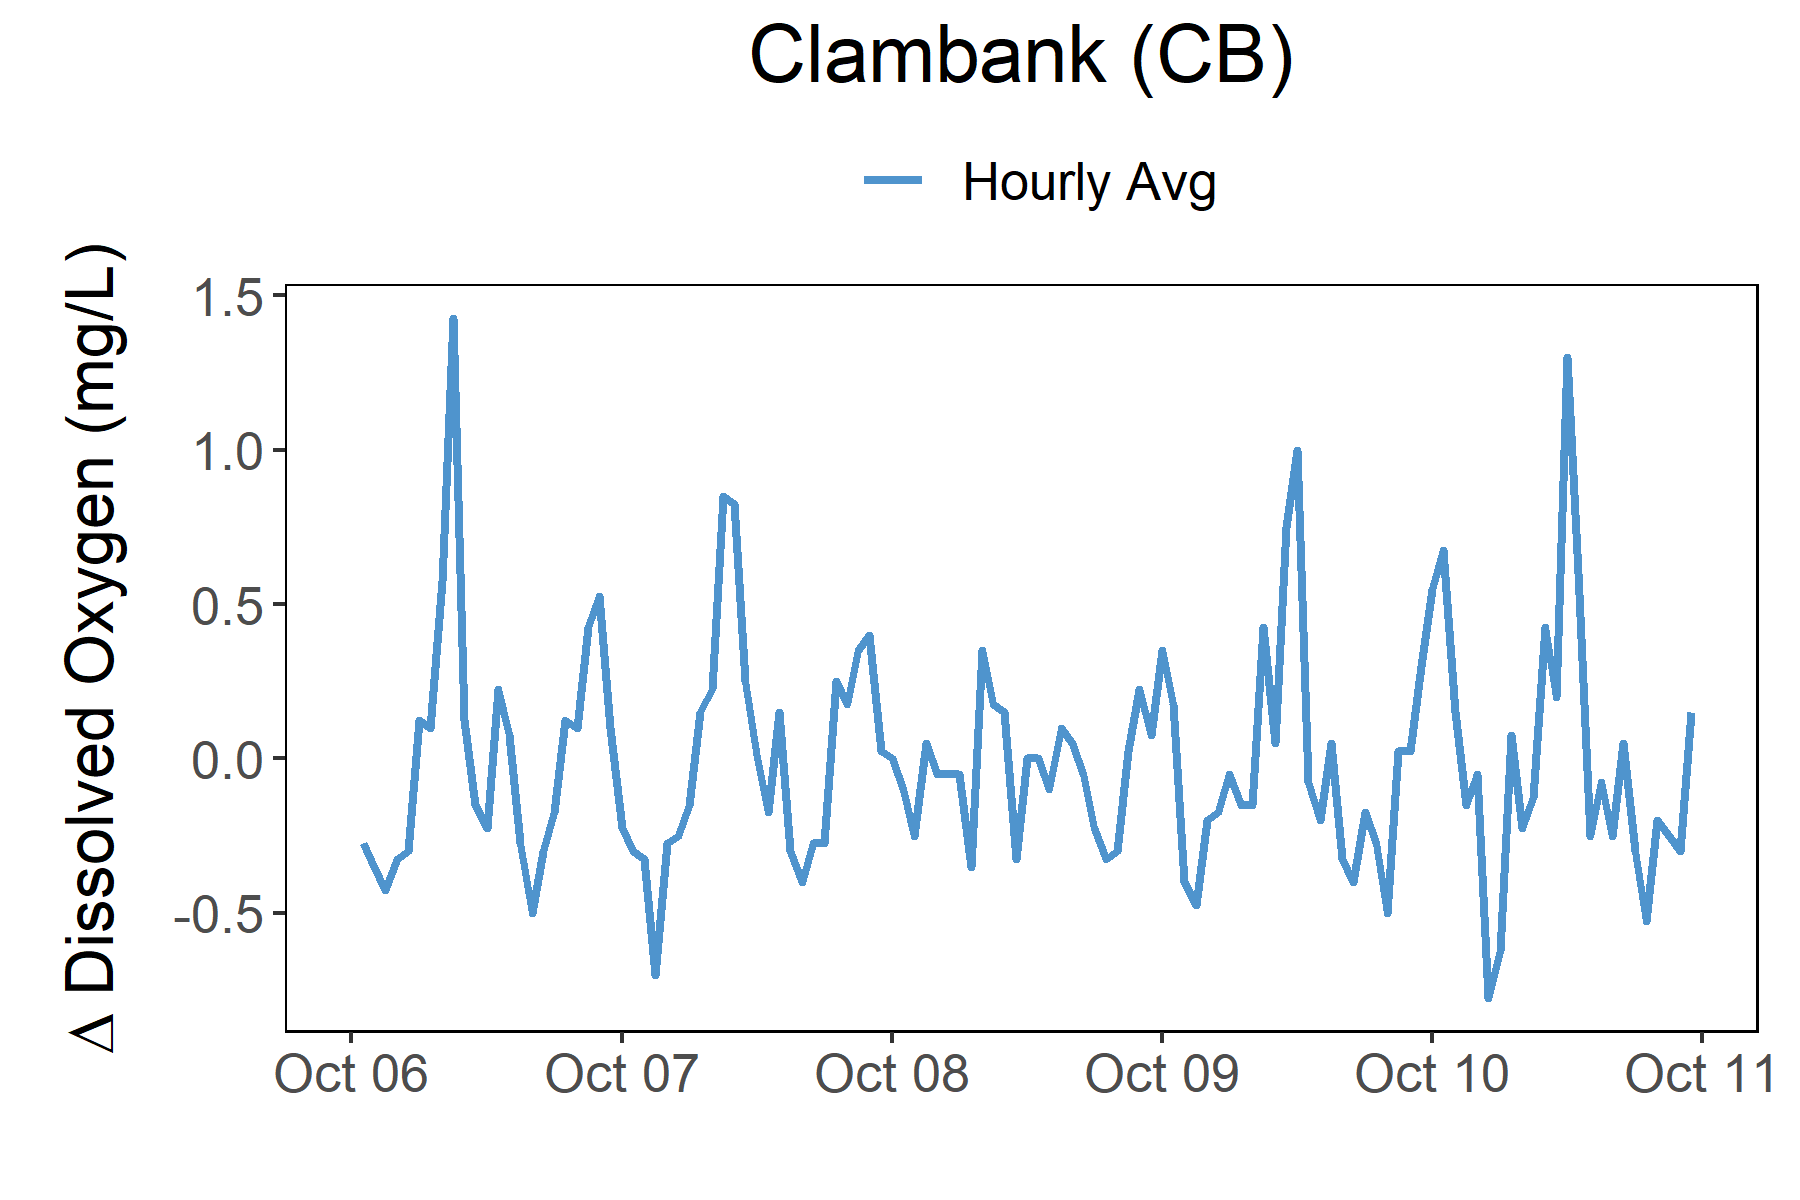 Clambank (CB)
Hourly Avg
Δ Dissolved Oxygen (mg/L)
1.5
1.0
0.5
0.0
-0.5
Oct 06 Oct 07 Oct 08 Oct 09 Oct 10 Oct 11